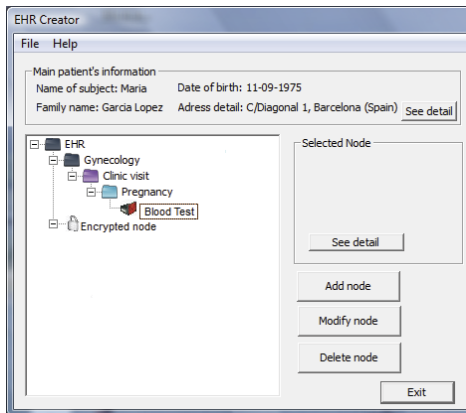 EHR Creator
File Help
Main patient's information
Name of subject: Maria Date of birth: 11-09-1975
Family name: Garcia Lopez Adress detail: C/Diagonal 1, Barcelona (Spain) See detail
EHR
Gynecology
Clinic visit
Pregnancy
Blood Test
Encrypted node
Selected Node
See detail
Add node
Modify node
Delete node
Exit